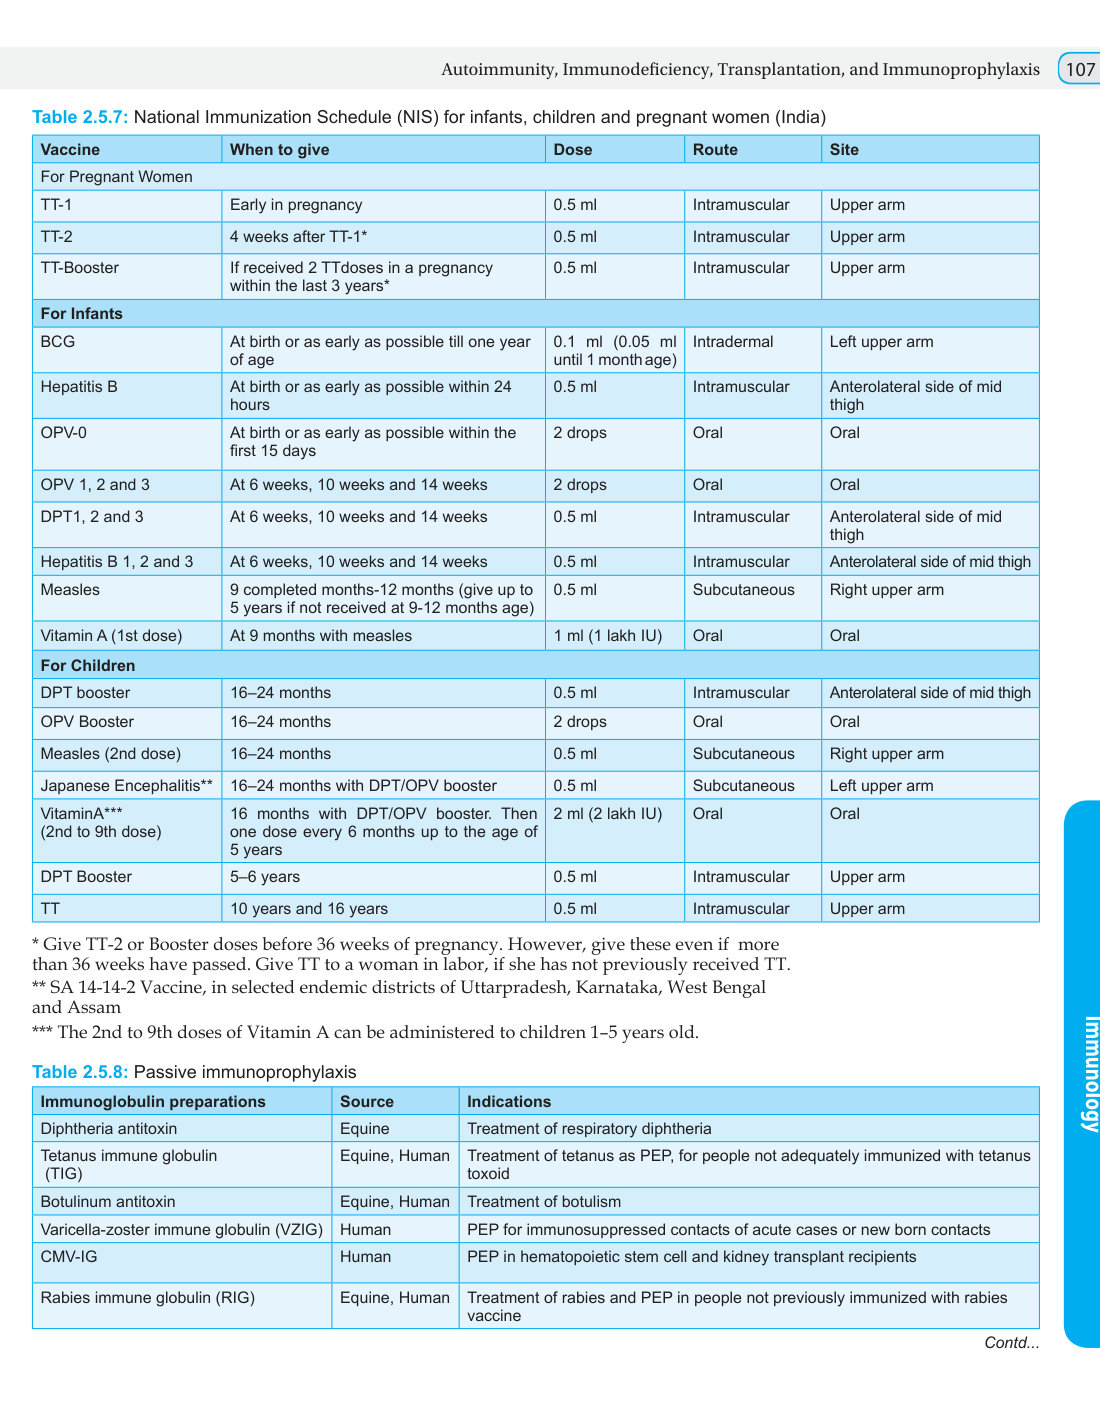 Autoimmunity, Immunodeficiency, Transplantation, and Immunoprophylaxis 107
Table 2.5.7: National Immunization Schedule (NIS) for infants, children and pregnant women (India)
Vaccine When to give Dose Route Site
For Pregnant Women
TT-1 Early in pregnancy 0.5 ml Intramuscular Upper arm
TT-2 4 weeks after TT-1* 0.5 ml Intramuscular Upper arm
TT-Booster If received 2 TTdoses in a pregnancy 0.5 ml Intramuscular Upper arm
within the last 3 years*
For Infants
BCG At birth or as early as possible till one year 0.1 ml (0.05 ml Intradermal Left upper arm
of age until 1 month age)
Hepatitis B At birth or as early as possible within 24 0.5 ml Intramuscular Anterolateral side of mid
hours thigh
OPV-0 At birth or as early as possible within the 2 drops Oral Oral
first 15 days
OPV 1, 2 and 3 At 6 weeks, 10 weeks and 14 weeks 2 drops Oral Oral
DPT1, 2 and 3 At 6 weeks, 10 weeks and 14 weeks 0.5 ml Intramuscular Anterolateral side of mid
thigh
Hepatitis B 1, 2 and 3 At 6 weeks, 10 weeks and 14 weeks 0.5 ml Intramuscular Anterolateral side of mid thigh
Measles 9 completed months-12 months (give up to 0.5 ml Subcutaneous Right upper arm
5 years if not received at 9-12 months age)
Vitamin A (1st dose) At 9 months with measles 1 ml (1 lakh IU) Oral Oral
For Children
DPT booster 16–24 months 0.5 ml Intramuscular Anterolateral side of mid thigh
OPV Booster 16–24 months 2 drops Oral Oral
Measles (2nd dose) 16–24 months 0.5 ml Subcutaneous Right upper arm
Japanese Encephalitis** 16–24 months with DPT/OPV booster 0.5 ml Subcutaneous Left upper arm
VitaminA*** 16 months with DPT/OPV booster. Then 2 ml (2 lakh IU) Oral Oral
(2nd to 9th dose) one dose every 6 months up to the age of
5 years
DPT Booster 5–6 years 0.5 ml Intramuscular Upper arm
TT 10 years and 16 years 0.5 ml Intramuscular Upper arm
* Give TT-2 or Booster doses before 36 weeks of pregnancy. However, give these even if more
than 36 weeks have passed. Give TT to a woman in labor, if she has not previously received TT.
** SA 14-14-2 Vaccine, in selected endemic districts of Uttarpradesh, Karnataka, West Bengal
and Assam
*** The 2nd to 9th doses of Vitamin A can be administered to children 1–5 years old.
Table 2.5.8: Passive immunoprophylaxis
Immunoglobulin preparations Source Indications
Diphtheria antitoxin Equine Treatment of respiratory diphtheria
Tetanus immune globulin Equine, Human Treatment of tetanus as PEP, for people not adequately immunized with tetanus
(TIG) toxoid
Botulinum antitoxin Equine, Human Treatment of botulism
Varicella-zoster immune globulin (VZIG) Human PEP for immunosuppressed contacts of acute cases or new born contacts
CMV-IG Human PEP in hematopoietic stem cell and kidney transplant recipients
Rabies immune globulin (RIG) Equine, Human Treatment of rabies and PEP in people not previously immunized with rabies
vaccine
Contd...
Immunology